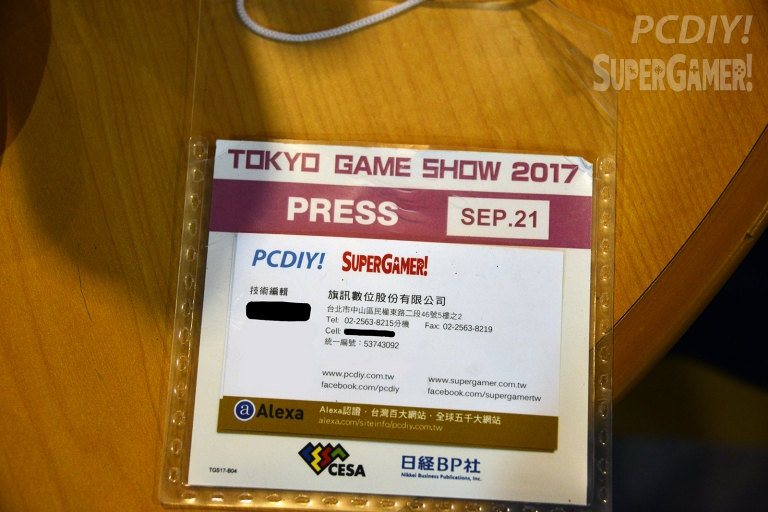 PCDIY!
SUPERGAMER!
TOKYO GAME SHOW 2017
PRESS
SEP.21
PCDIY! SUPERGAMER!
技術編輯
旗訊數位股份有限公司
台北市中山區民權東路二段46號5樓之2
Tel: 02-2563-8215分機 Fax: 02-2563-8219
Cell:
統一編號：53743092
www.pcdiy.com.tw www.supergamer.com.tw
facebook.com/pcdiy facebook.com/supergamertw
a Alexa
Alexa認證．台灣百大網站．全球五千大網站
alexa.com/siteinfo/pcdiy.com.tw
TGS17-B04
CESA
日経BP社
Nikkei Business Publications, Inc.